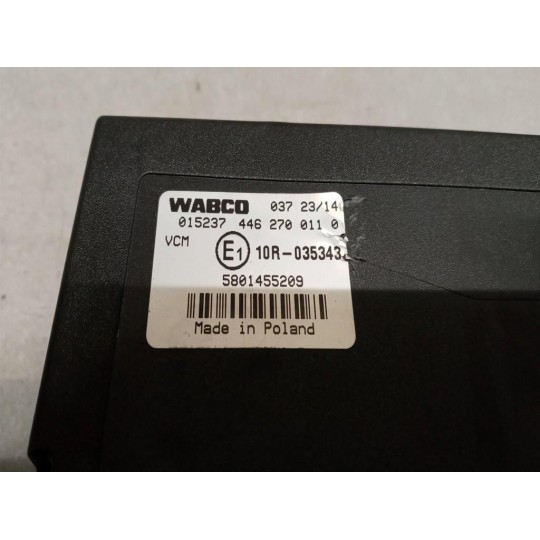 WABCO 037 23/14
015237 446 270 011 0
VCM E1 10R-035343
5801455209
Made in Poland